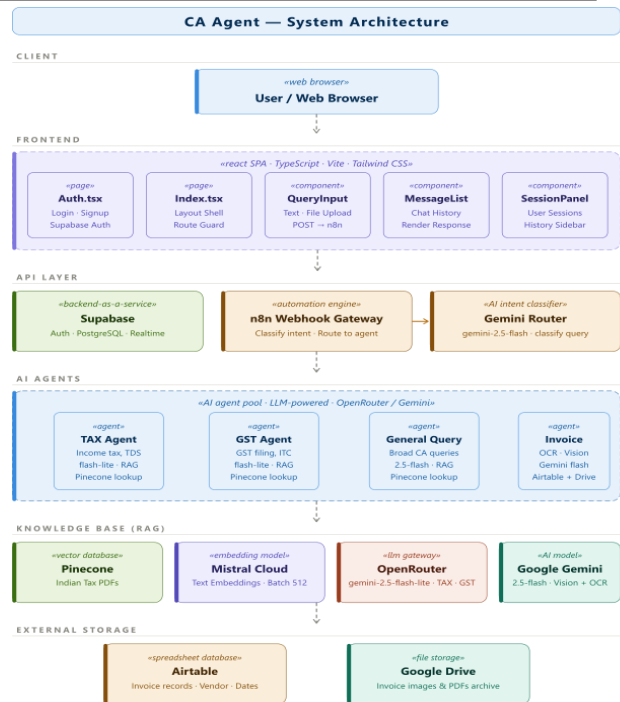 CA Agent — System Architecture
CLIENT
«web browser»
User / Web Browser
FRONTEND
«react SPA · TypeScript · Vite · Tailwind CSS»
«page»
Auth.tsx
Login · Signup
Supabase Auth
«page»
Index.tsx
Layout Shell
Route Guard
«component»
QueryInput
Text · File Upload
POST → n8n
«component»
MessageList
Chat History
Render Response
«component»
SessionPanel
User Sessions
History Sidebar
API LAYER
«backend-as-a-service»
Supabase
Auth · PostgreSQL · Realtime
«automation engine»
n8n Webhook Gateway
Classify intent · Route to agent
«AI intent classifier»
Gemini Router
gemini-2.5-flash · classify query
AI AGENTS
«AI agent pool · LLM-powered · OpenRouter / Gemini»
«agent»
TAX Agent
Income tax, TDS
flash-lite · RAG
Pinecone lookup
«agent»
GST Agent
GST filing, ITC
flash-lite · RAG
Pinecone lookup
«agent»
General Query
Broad CA queries
2.5-flash · RAG
Pinecone lookup
«agent»
Invoice
OCR · Vision
Gemini flash
Airtable + Drive
KNOWLEDGE BASE (RAG)
«vector database»
Pinecone
Indian Tax PDFs
«embedding model»
Mistral Cloud
Text Embeddings · Batch 512
«llm gateway»
OpenRouter
gemini-2.5-flash-lite · TAX · GST
«AI model»
Google Gemini
2.5-flash · Vision + OCR
EXTERNAL STORAGE
«spreadsheet database»
Airtable
Invoice records · Vendor · Dates
«file storage»
Google Drive
Invoice images & PDFs archive